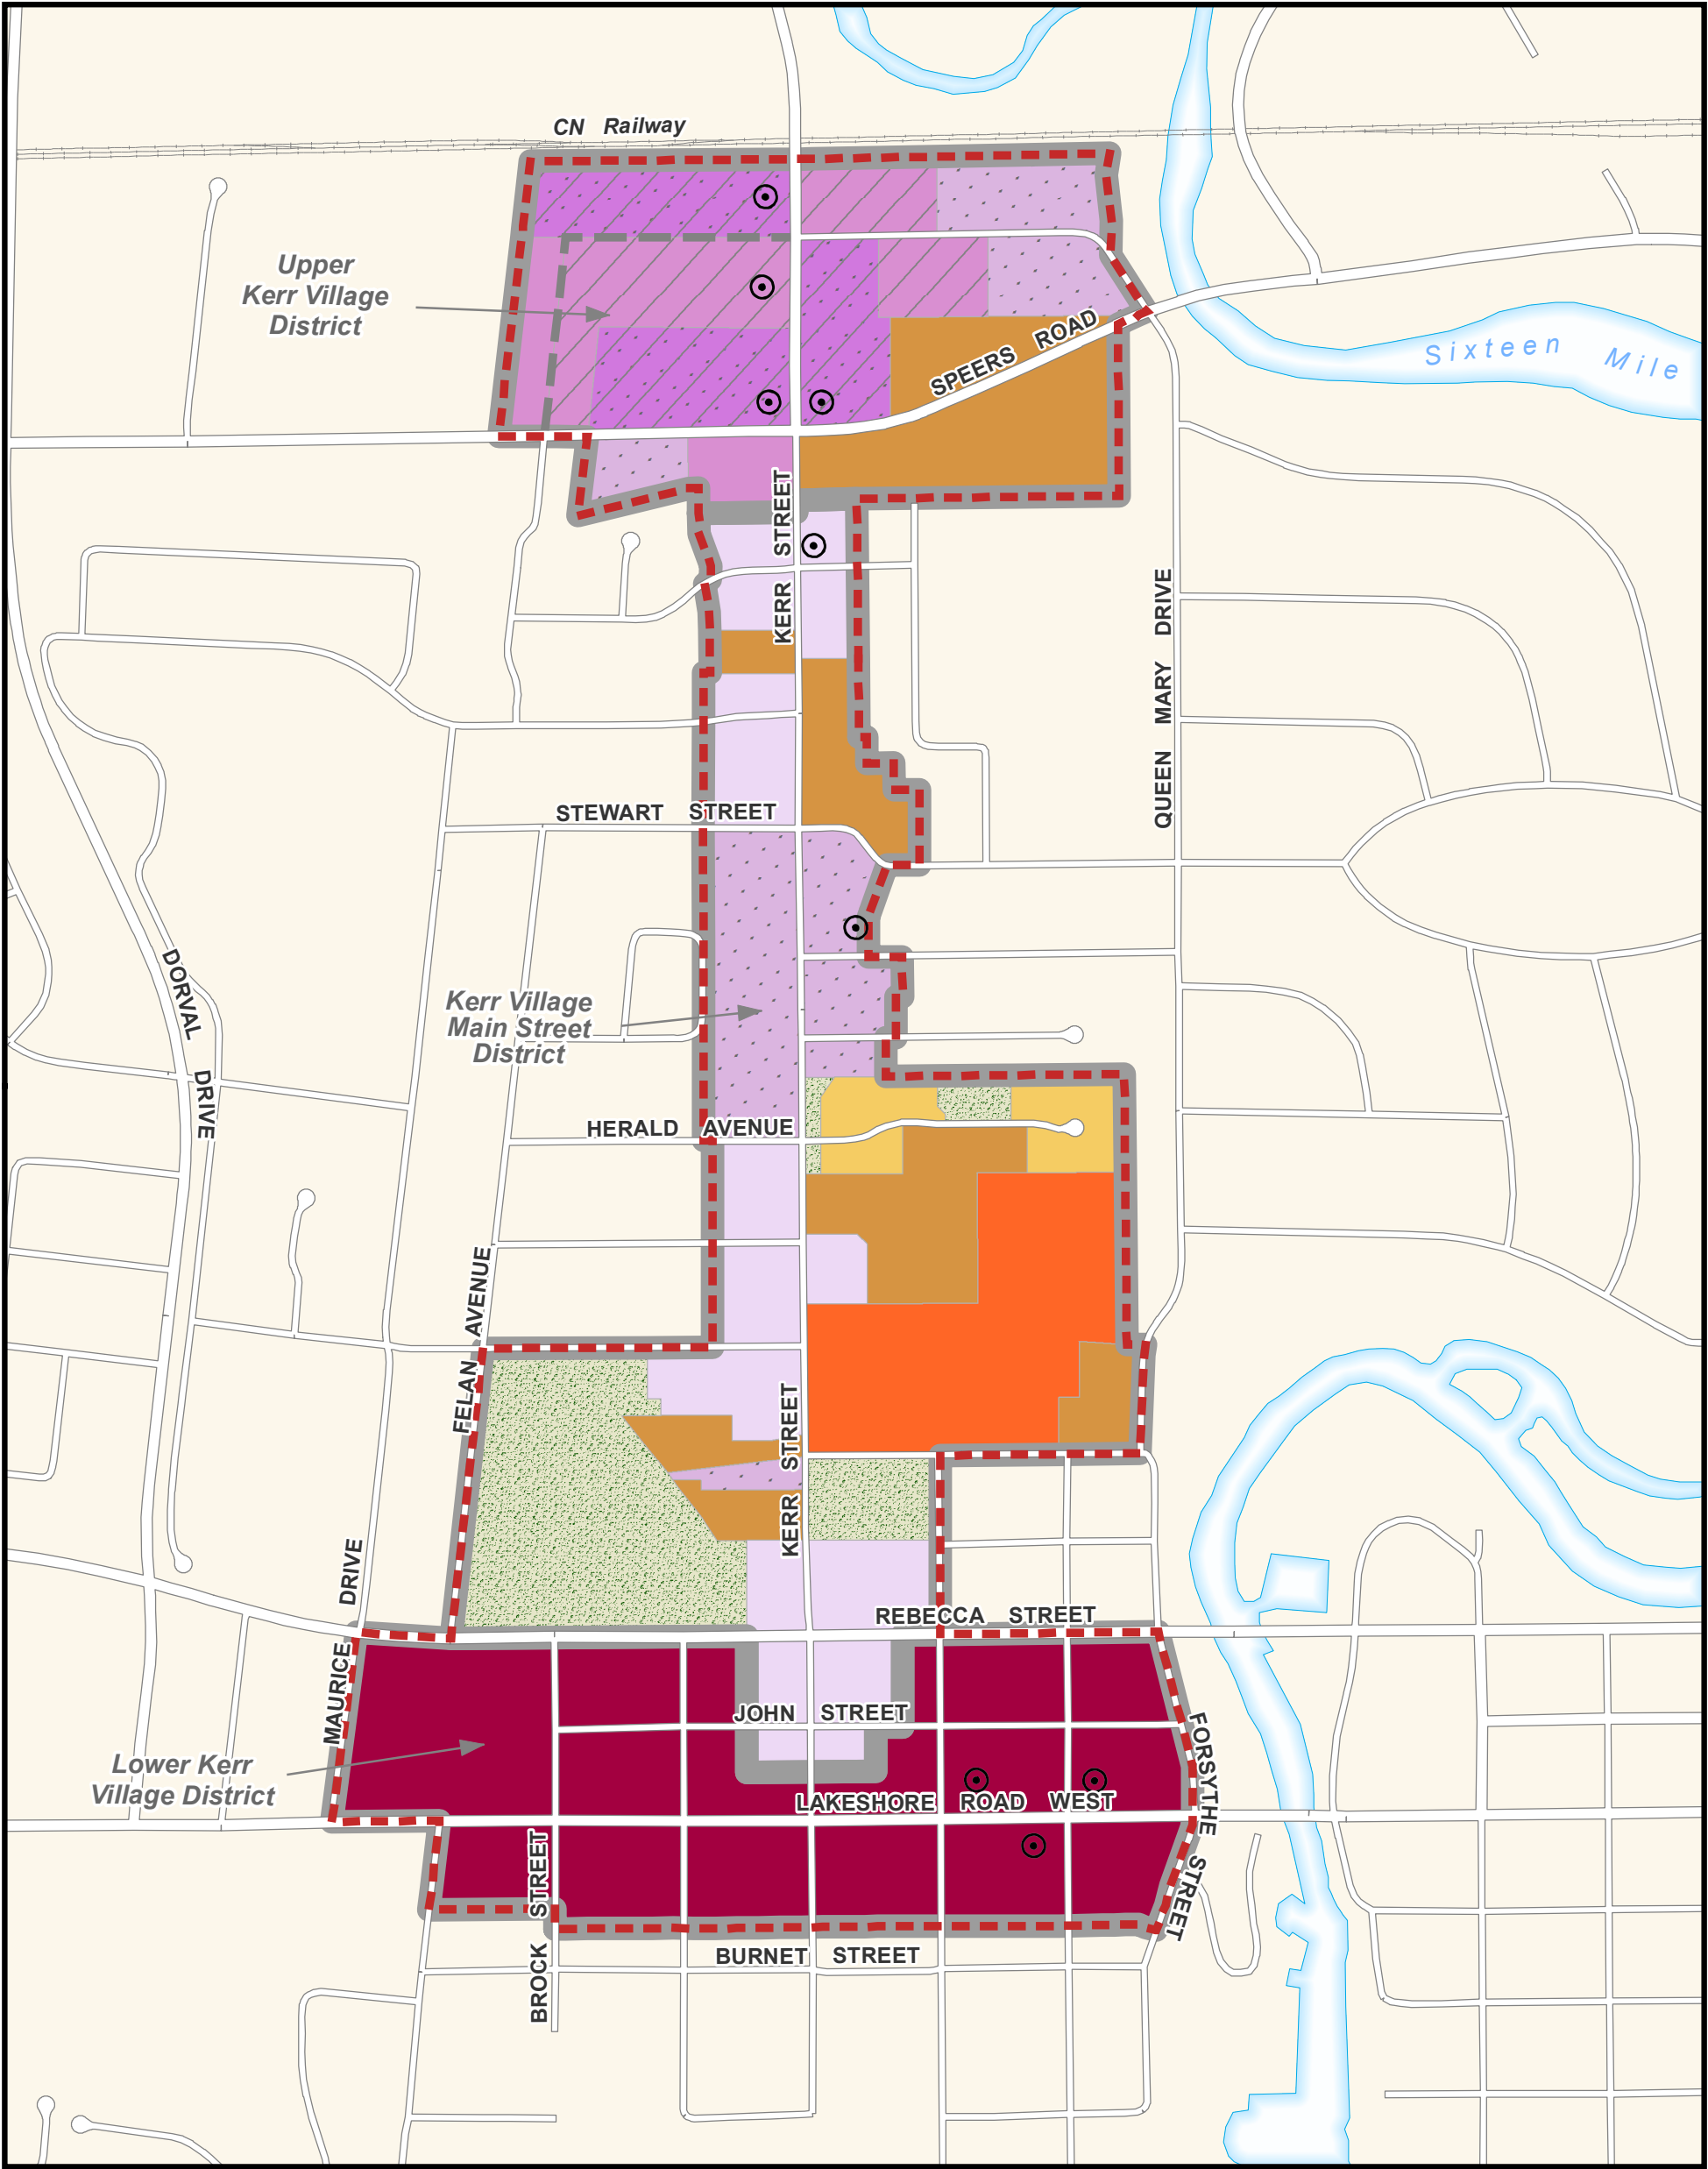 CN Railway
Upper
Kerr Village
District
SPEERS ROAD
Sixteen Mile
KERR STREET
QUEEN MARY DRIVE
STEWART STREET
DORVAL DRIVE
Kerr Village
Main Street
District
HERALD AVENUE
FELAN AVENUE
KERR STREET
MAURICE DRIVE
REBECCA STREET
JOHN STREET
Lower Kerr
Village District
LAKESHORE ROAD WEST
FORSYTHE STREET
BROCK STREET
BURNET STREET